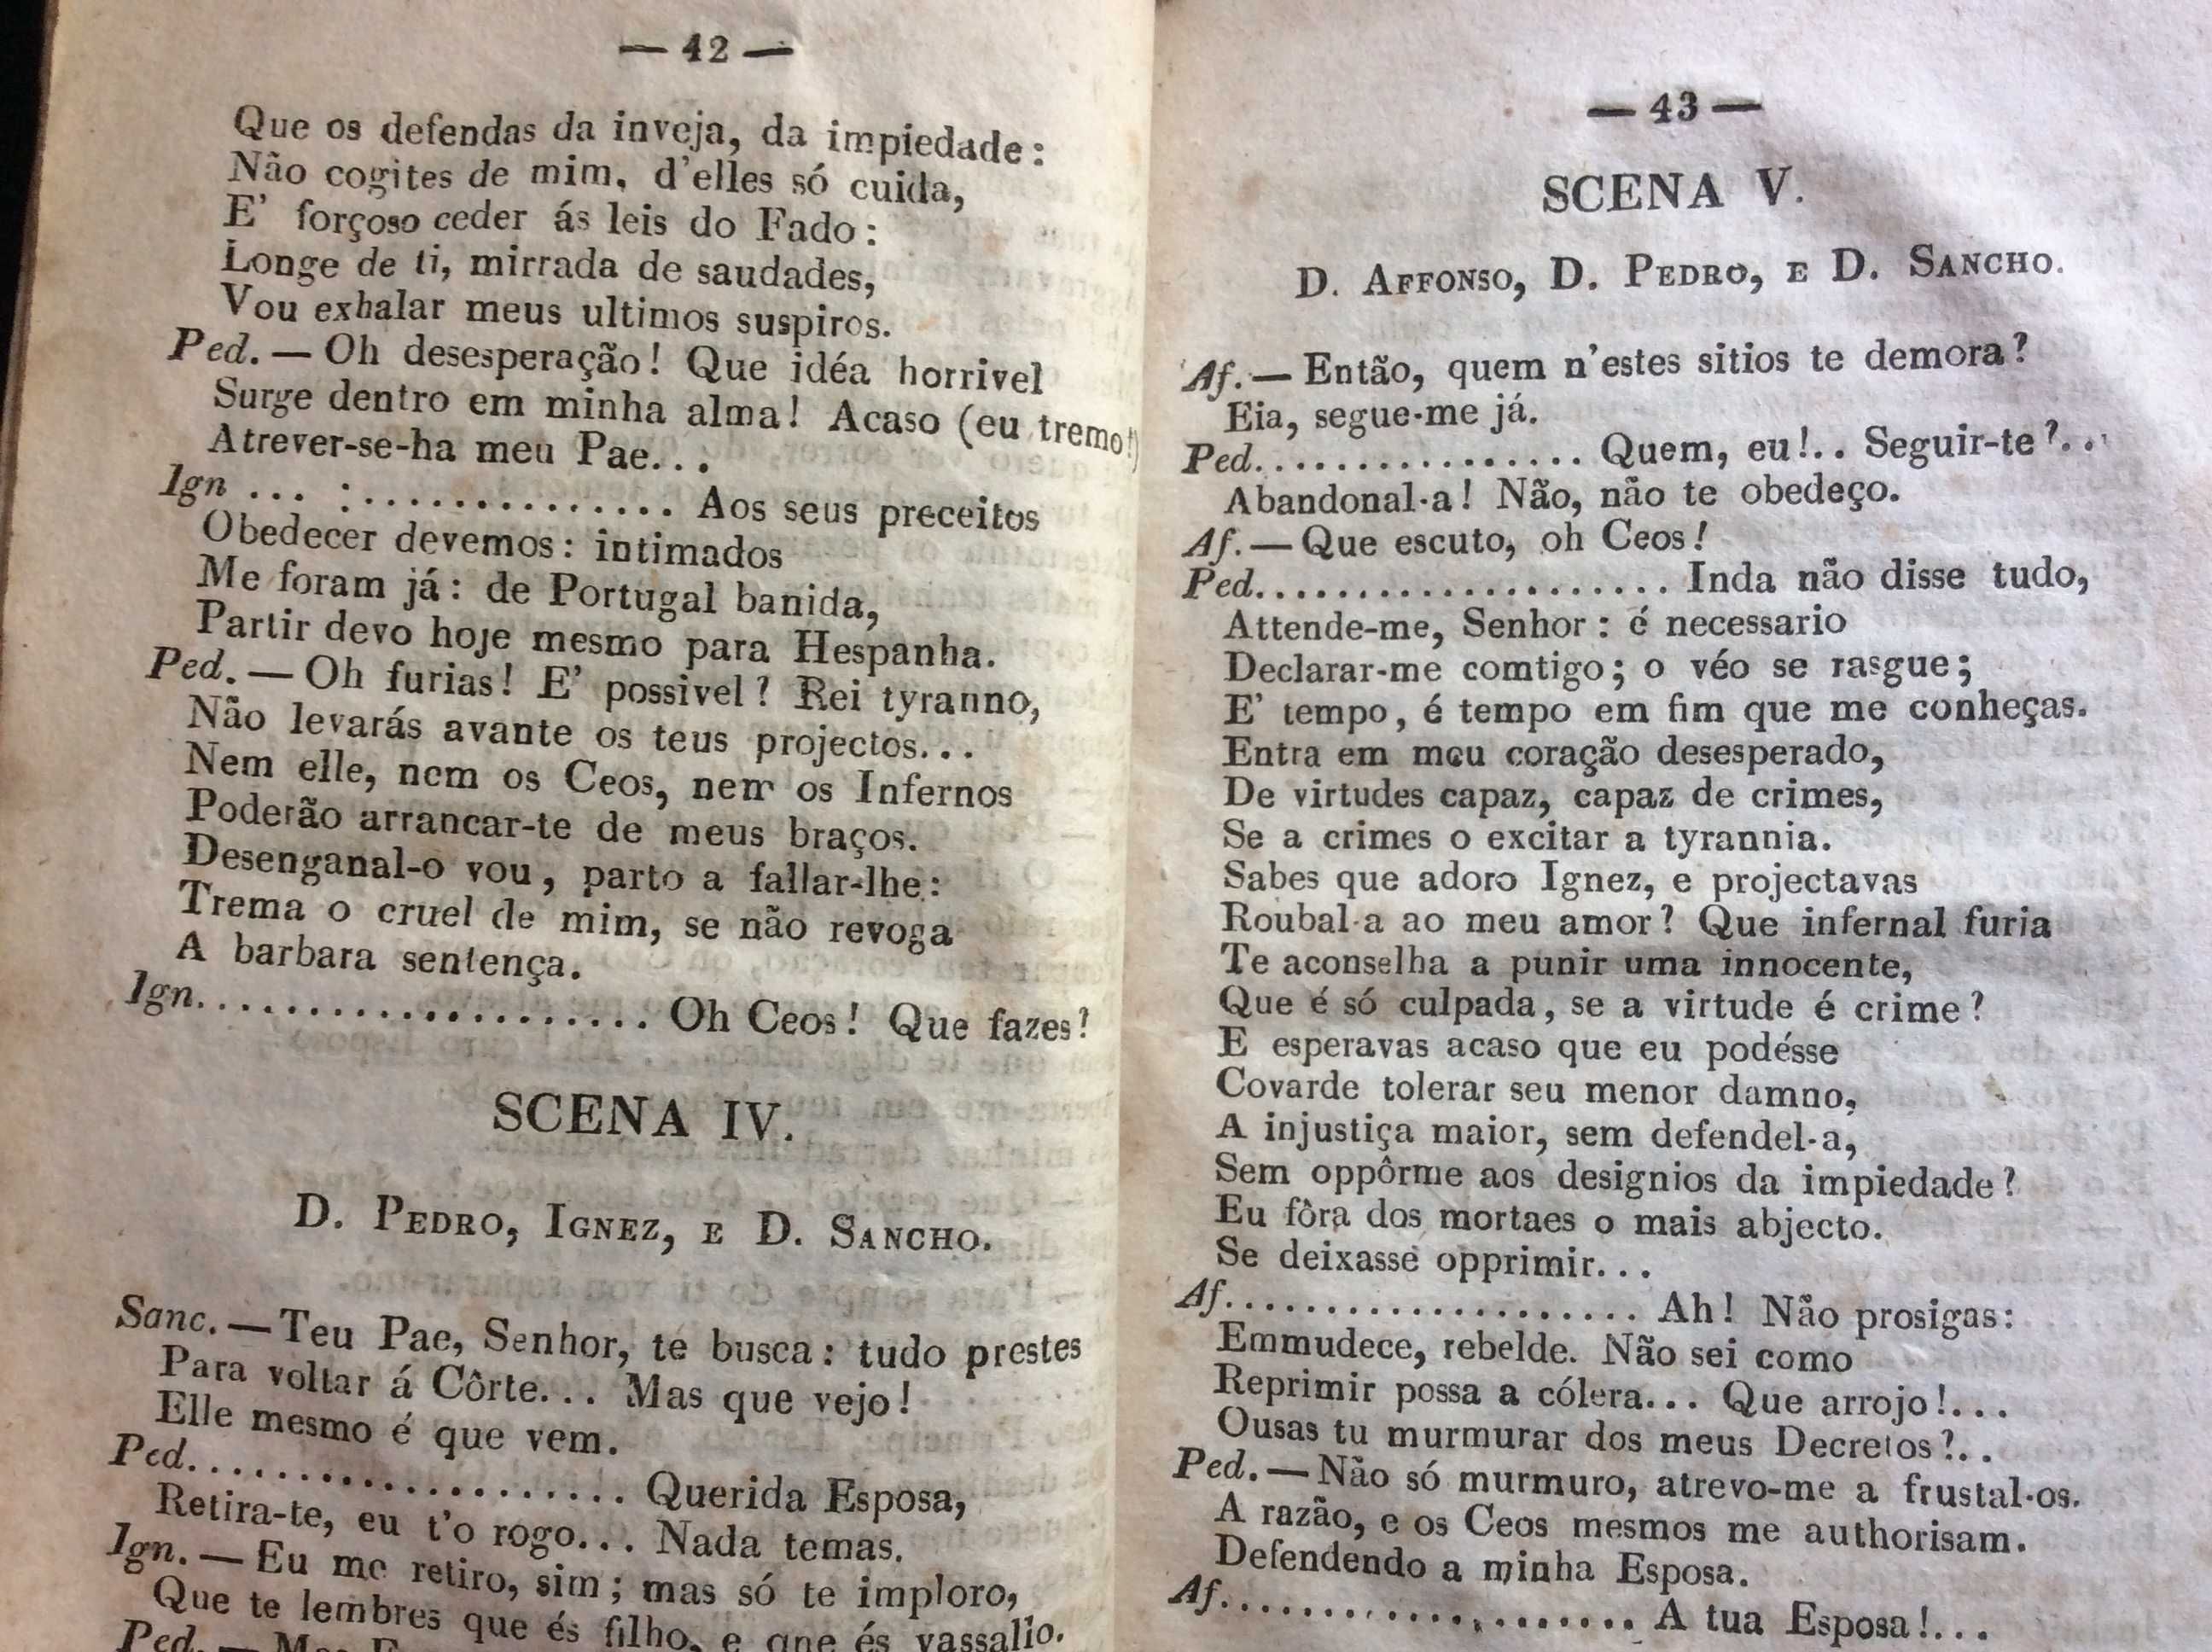 — 42 —
Que os defendas da inveja, da impiedade:
Não cogites de mim, d'elles só cuida,
E' forçoso ceder ás leis do Fado:
Longe de ti, mirrada de saudades,
Vou exhalar meus ultimos suspiros.
Ped. — Oh desesperação! Que idéa horrivel
Surge dentro em minha alma! Acaso (eu tremo!)
Atrever-se-ha meu Pae...
Ign ... :............... Aos seus preceitos
Obedecer devemos: intimados
Me foram já: de Portugal banida,
Partir devo hoje mesmo para Hespanha.
Ped. — Oh furias! E' possivel? Rei tyranno,
Não levarás avante os teus projectos...
Nem elle, nem os Ceos, nem os Infernos
Poderão arrancar-te de meus braços.
Desenganal-o vou, parto a fallar-lhe:
Trema o cruel de mim, se não revoga
A barbara sentença.
Ign.................... Oh Ceos! Que fazes?
SCENA IV.
D. PEDRO, IGNEZ, E D. SANCHO.
Sanc. — Teu Pae, Senhor, te busca: tudo prestes
Para voltar á Côrte... Mas que vejo!
Elle mesmo é que vem.
Ped.................... Querida Esposa,
Retira-te, eu t'o rogo... Nada temas.
Ign. — Eu me retiro, sim; mas só te imploro,
Que te lembres que és filho, e que és vassallo.
Ped. —
— 43 —
SCENA V.
D. AFFONSO, D. PEDRO, E D. SANCHO.
Af. — Então, quem n'estes sitios te demora?
Eia, segue-me já.
Ped................ Quem, eu!.. Seguir-te?...
Abandonal-a! Não, não te obedeço.
Af. — Que escuto, oh Ceos!
Ped.................... Inda não disse tudo,
Attende-me, Senhor: é necessario
Declarar-me comtigo; o véo se rasgue;
E' tempo, é tempo em fim que me conheças.
Entra em meu coração desesperado,
De virtudes capaz, capaz de crimes,
Se a crimes o excitar a tyrannia.
Sabes que adoro Ignez, e projectavas
Roubal-a ao meu amor? Que infernal furia
Te aconselha a punir uma innocente,
Que é só culpada, se a virtude é crime?
E esperavas acaso que eu podésse
Covarde tolerar seu menor damno,
A injustiça maior, sem defendel-a,
Sem oppôrme aos designios da impiedade?
Eu fôra dos mortaes o mais abjecto.
Se deixasse opprimir...
Af.................... Ah! Não prosigas:
Emmudece, rebelde. Não sei como
Reprimir possa a cólera... Que arrojo!...
Ousas tu murmurar dos meus Decretos?..
Ped. — Não só murmuro, atrevo-me a frustal-os.
A razão, e os Ceos mesmos me authorisam.
Defendendo a minha Esposa.
Af.................... A tua Esposa!...